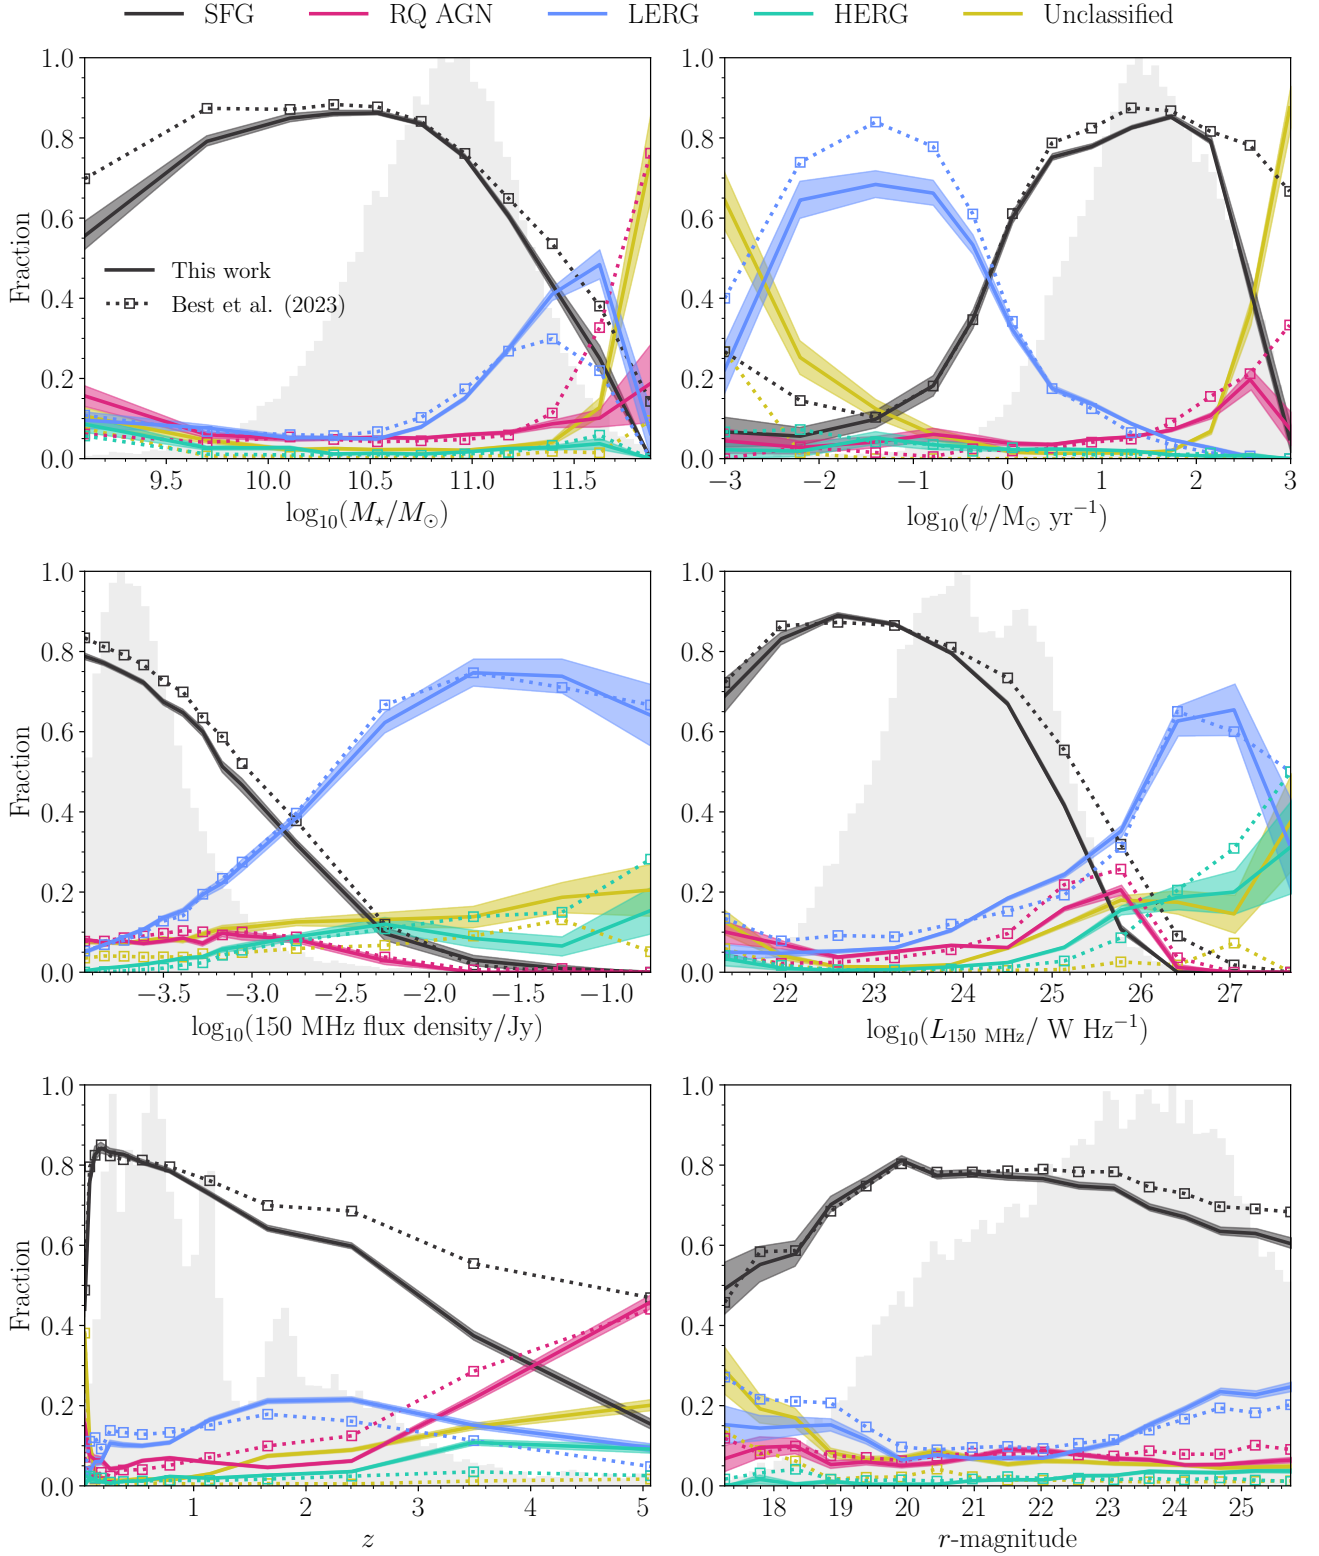 SFG RQ AGN LERG HERG Unclassified
1.0
0.8
0.6
0.4
0.2
0.0
Fraction
This work
Best et al. (2023)
9.5 10.0 10.5 11.0 11.5
log₁₀(M⋆/M⊙)
1.0
0.8
0.6
0.4
0.2
0.0
−3 −2 −1 0 1 2 3
log₁₀(ψ/M⊙ yr⁻¹)
1.0
0.8
0.6
0.4
0.2
0.0
Fraction
−3.5 −3.0 −2.5 −2.0 −1.5 −1.0
log₁₀(150 MHz flux density/Jy)
1.0
0.8
0.6
0.4
0.2
0.0
22 23 24 25 26 27
log₁₀(L₁₅₀ MHz/ W Hz⁻¹)
1.0
0.8
0.6
0.4
0.2
0.0
Fraction
1 2 3 4 5
z
1.0
0.8
0.6
0.4
0.2
0.0
18 19 20 21 22 23 24 25
r-magnitude